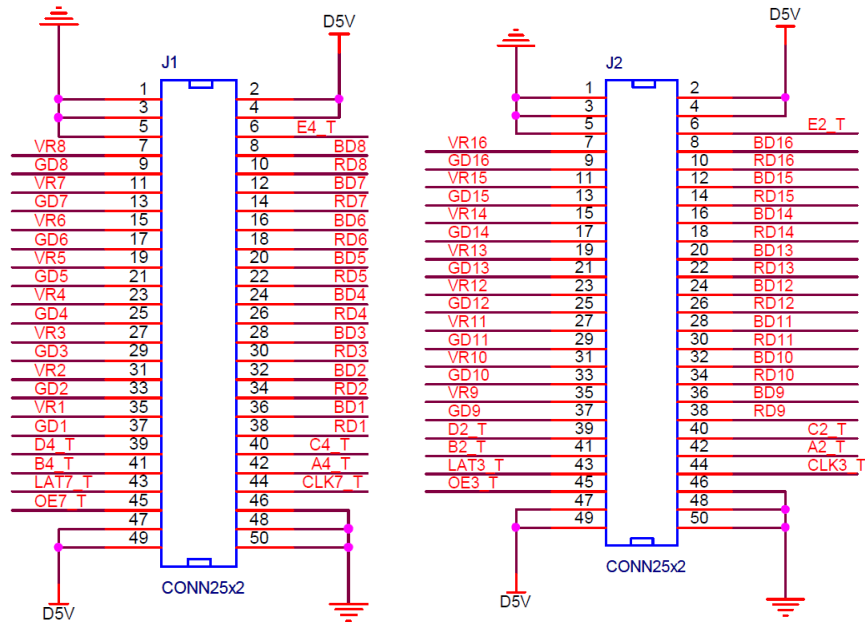 D5V
J1
1 2
3 4
5 6 E4_T
VR8 7 8 BD8
GD8 9 10 RD8
VR7 11 12 BD7
GD7 13 14 RD7
VR6 15 16 BD6
GD6 17 18 RD6
VR5 19 20 BD5
GD5 21 22 RD5
VR4 23 24 BD4
GD4 25 26 RD4
VR3 27 28 BD3
GD3 29 30 RD3
VR2 31 32 BD2
GD2 33 34 RD2
VR1 35 36 BD1
GD1 37 38 RD1
D4_T 39 40 C4_T
B4_T 41 42 A4_T
LAT7_T 43 44 CLK7_T
OE7_T 45 46
47 48
49 50
CONN25x2
D5V
D5V
J2
1 2
3 4
5 6 E2_T
VR16 7 8 BD16
GD16 9 10 RD16
VR15 11 12 BD15
GD15 13 14 RD15
VR14 15 16 BD14
GD14 17 18 RD14
VR13 19 20 BD13
GD13 21 22 RD13
VR12 23 24 BD12
GD12 25 26 RD12
VR11 27 28 BD11
GD11 29 30 RD11
VR10 31 32 BD10
GD10 33 34 RD10
VR9 35 36 BD9
GD9 37 38 RD9
D2_T 39 40 C2_T
B2_T 41 42 A2_T
LAT3_T 43 44 CLK3_T
OE3_T 45 46
47 48
49 50
CONN25x2
D5V